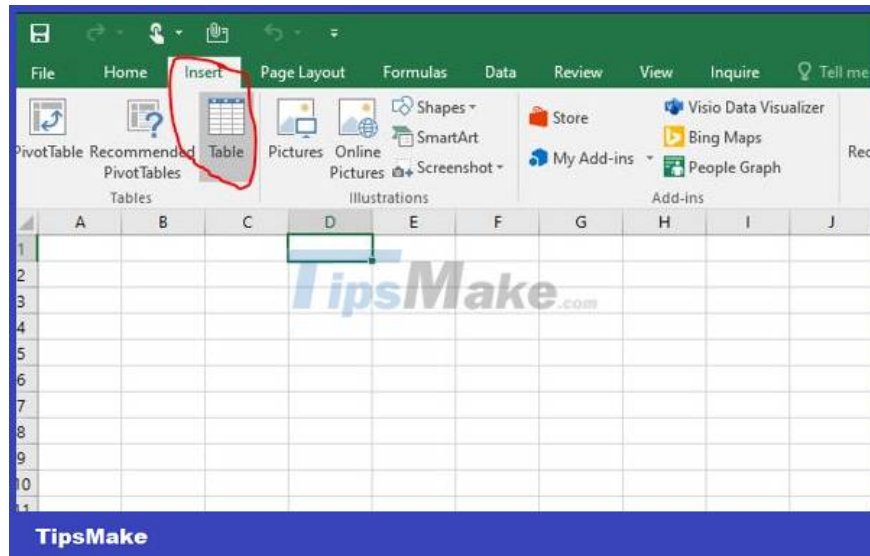 File Home Insert Page Layout Formulas Data Review View Inquire Tell me
PivotTable Recommended PivotTables Table Pictures Online Pictures Shapes SmartArt Screenshot Store My Add-ins Visio Data Visualizer Bing Maps People Graph Rec
Tables Illustrations Add-ins
A B C D E F G H I J
1
2
3
4
5
6
7
8
9
10
11
TipsMake.com
TipsMake